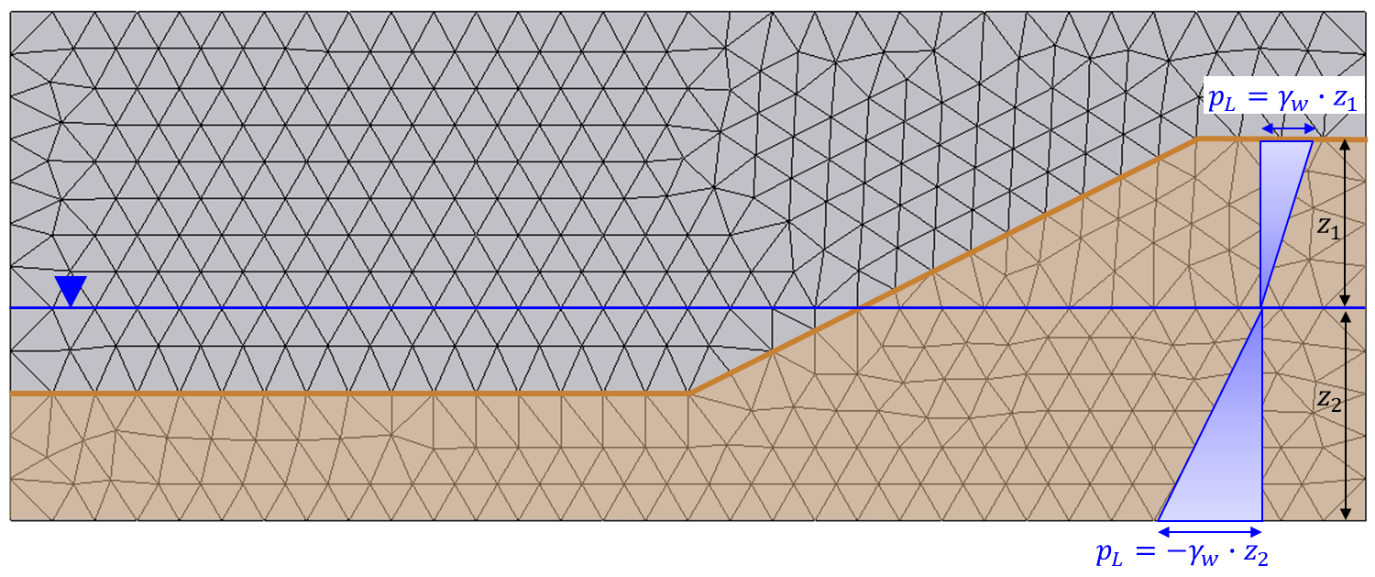 p_L = γ_w · z_1
z_1
z_2
p_L = −γ_w · z_2